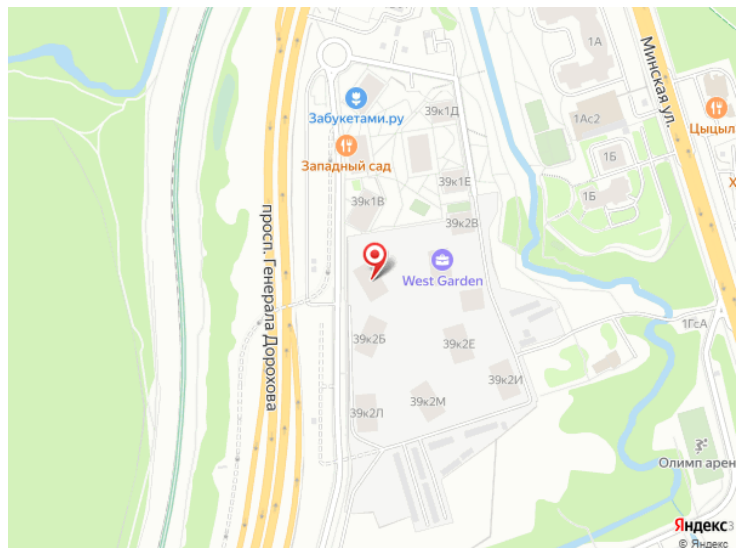 1А
Минская ул.
39к1Д
Забукетами.ру
1Ас2
Цыцыл
Западный сад
1Б
Х
39к1Е
1Б
39к1В
39к2В
просп. Генерала Дорохова
West Garden
1ГсА
39к2Б
39к2Е
39к2И
39к2Л
39к2М
Олимп арен
Яндекс
3
© Яндекс